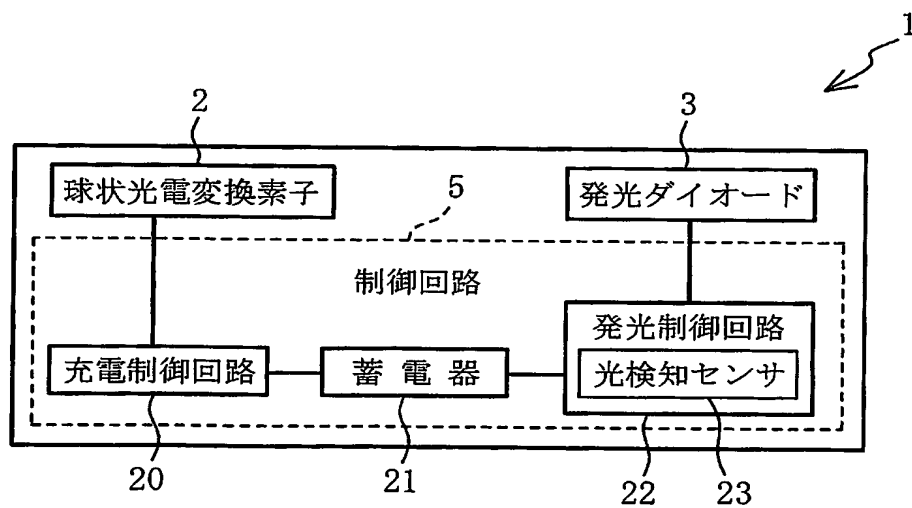 1
2
3
球状光電変換素子
発光ダイオード
5
制御回路
発光制御回路
充電制御回路
蓄電器
光検知センサ
20
21
22
23